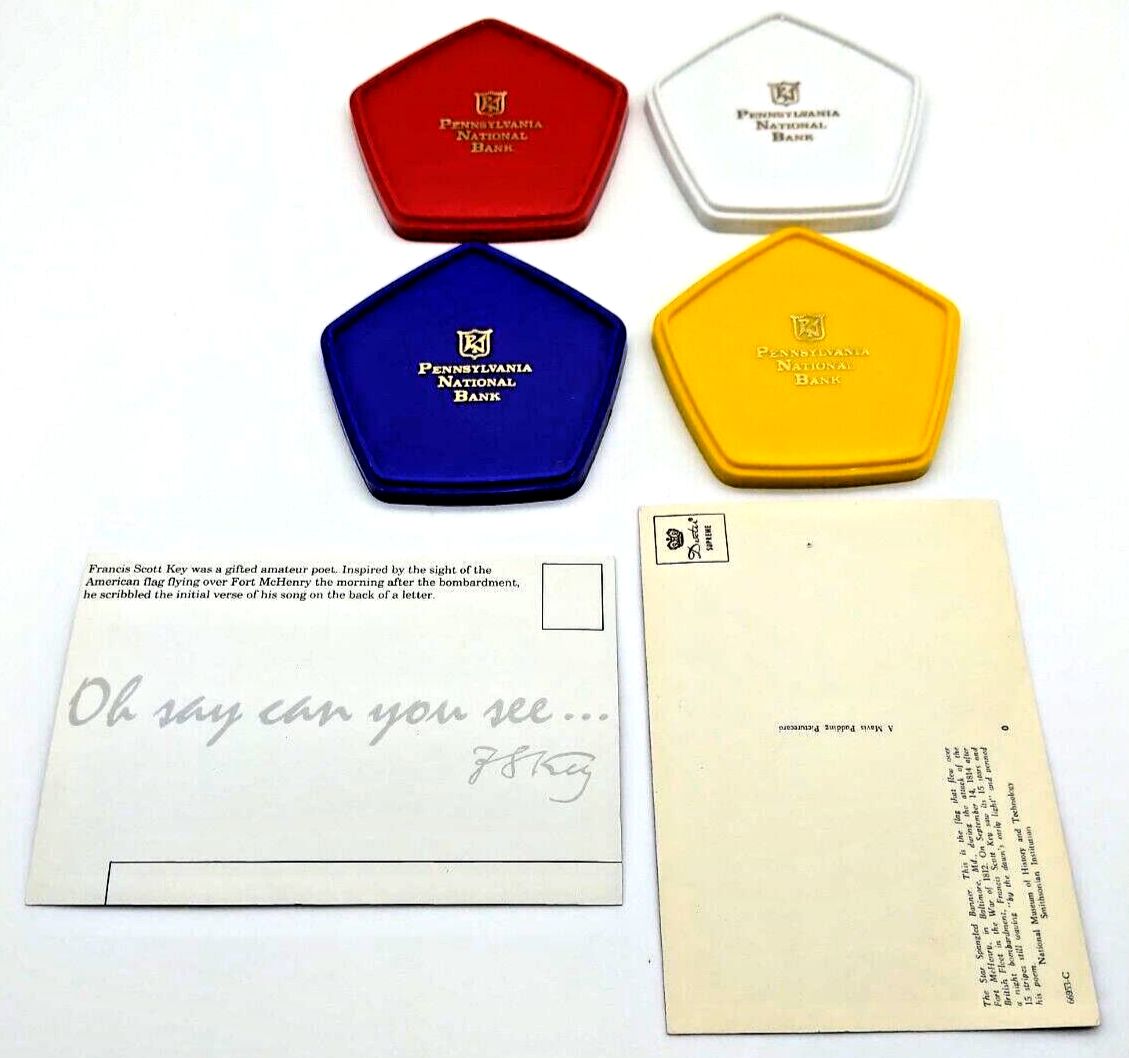 PN
PENNSYLVANIA
NATIONAL
BANK
PN
PENNSYLVANIA
NATIONAL
BANK
PN
PENNSYLVANIA
NATIONAL
BANK
PN
PENNSYLVANIA
NATIONAL
BANK
Francis Scott Key was a gifted amateur poet. Inspired by the sight of the
American flag flying over Fort McHenry the morning after the bombardment,
he scribbled the initial verse of his song on the back of a letter.
Oh say can you see...
F S Key
Dexter®
SUPREME
A Mavis Pudding Picturecard
The Star Spangled Banner. This is the flag that flew over
Fort McHenry, in Baltimore, Md., during the attack of the
British Fleet in the War of 1812. On September 14, 1814 after
a night bombardment, Francis Scott Key saw its 15 stars and
15 stripes still waving "by the dawn's early light" and penned
his poem.
National Museum of History and Technology
Smithsonian Institution
66953-C